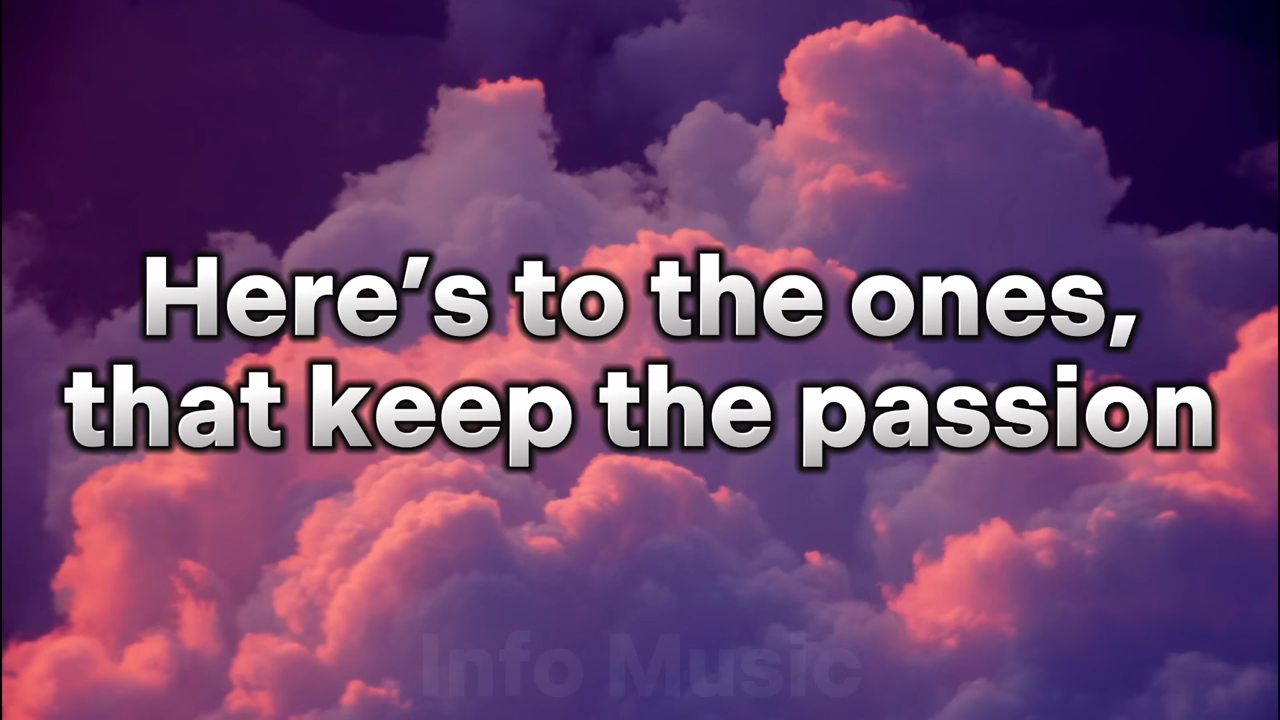 Here’s to the ones,
that keep the passion
Info Music